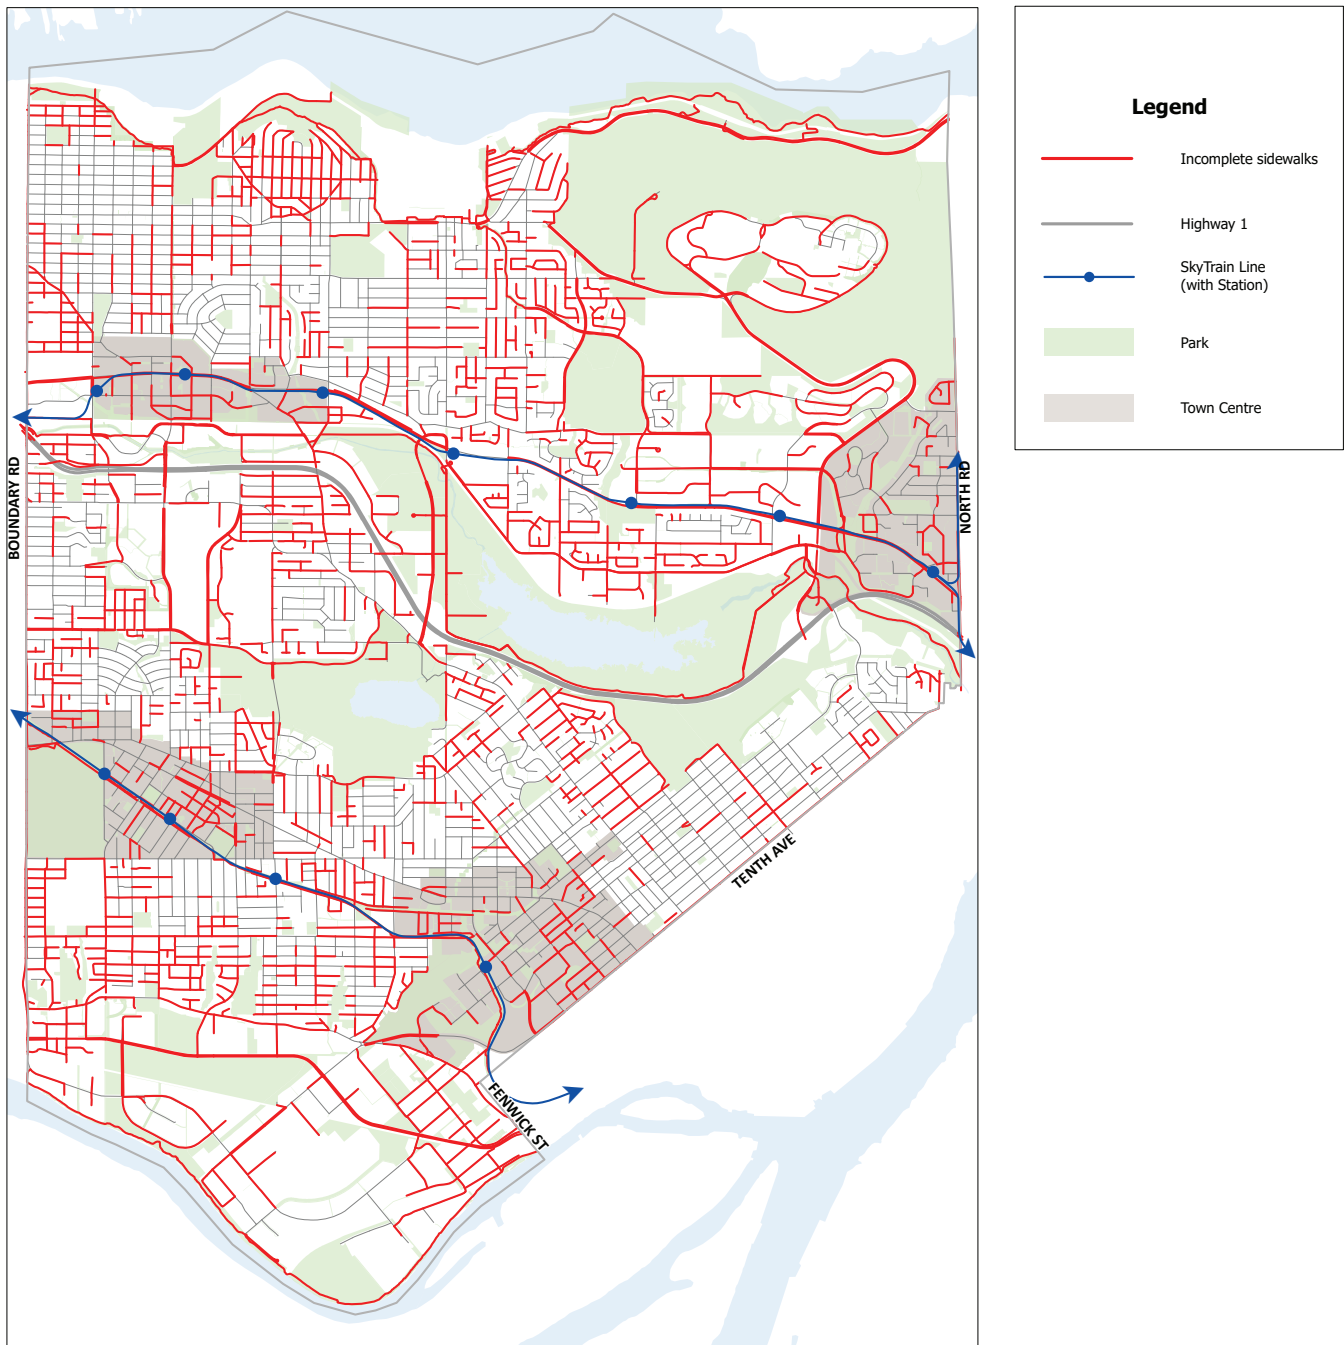 Legend
Incomplete sidewalks
Highway 1
SkyTrain Line
(with Station)
Park
Town Centre
BOUNDARY RD
NORTH RD
TENTH AVE
FENWICK ST